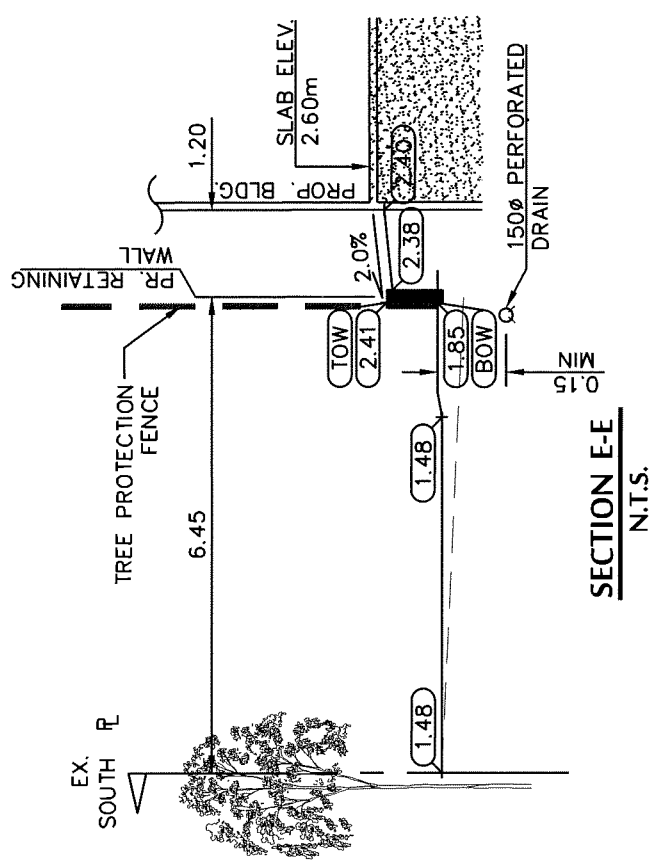 EX.
SOUTH PL
6.45
TREE PROTECTION
FENCE
PR. RETAINING
WALL
PROP. BLDG.
1.20
SLAB ELEV.
2.60m
2.0%
2.40
2.38
TOW
2.41
1.85
BOW
1.48
1.48
0.15
MIN
150ø PERFORATED
DRAIN
SECTION E-E
N.T.S.